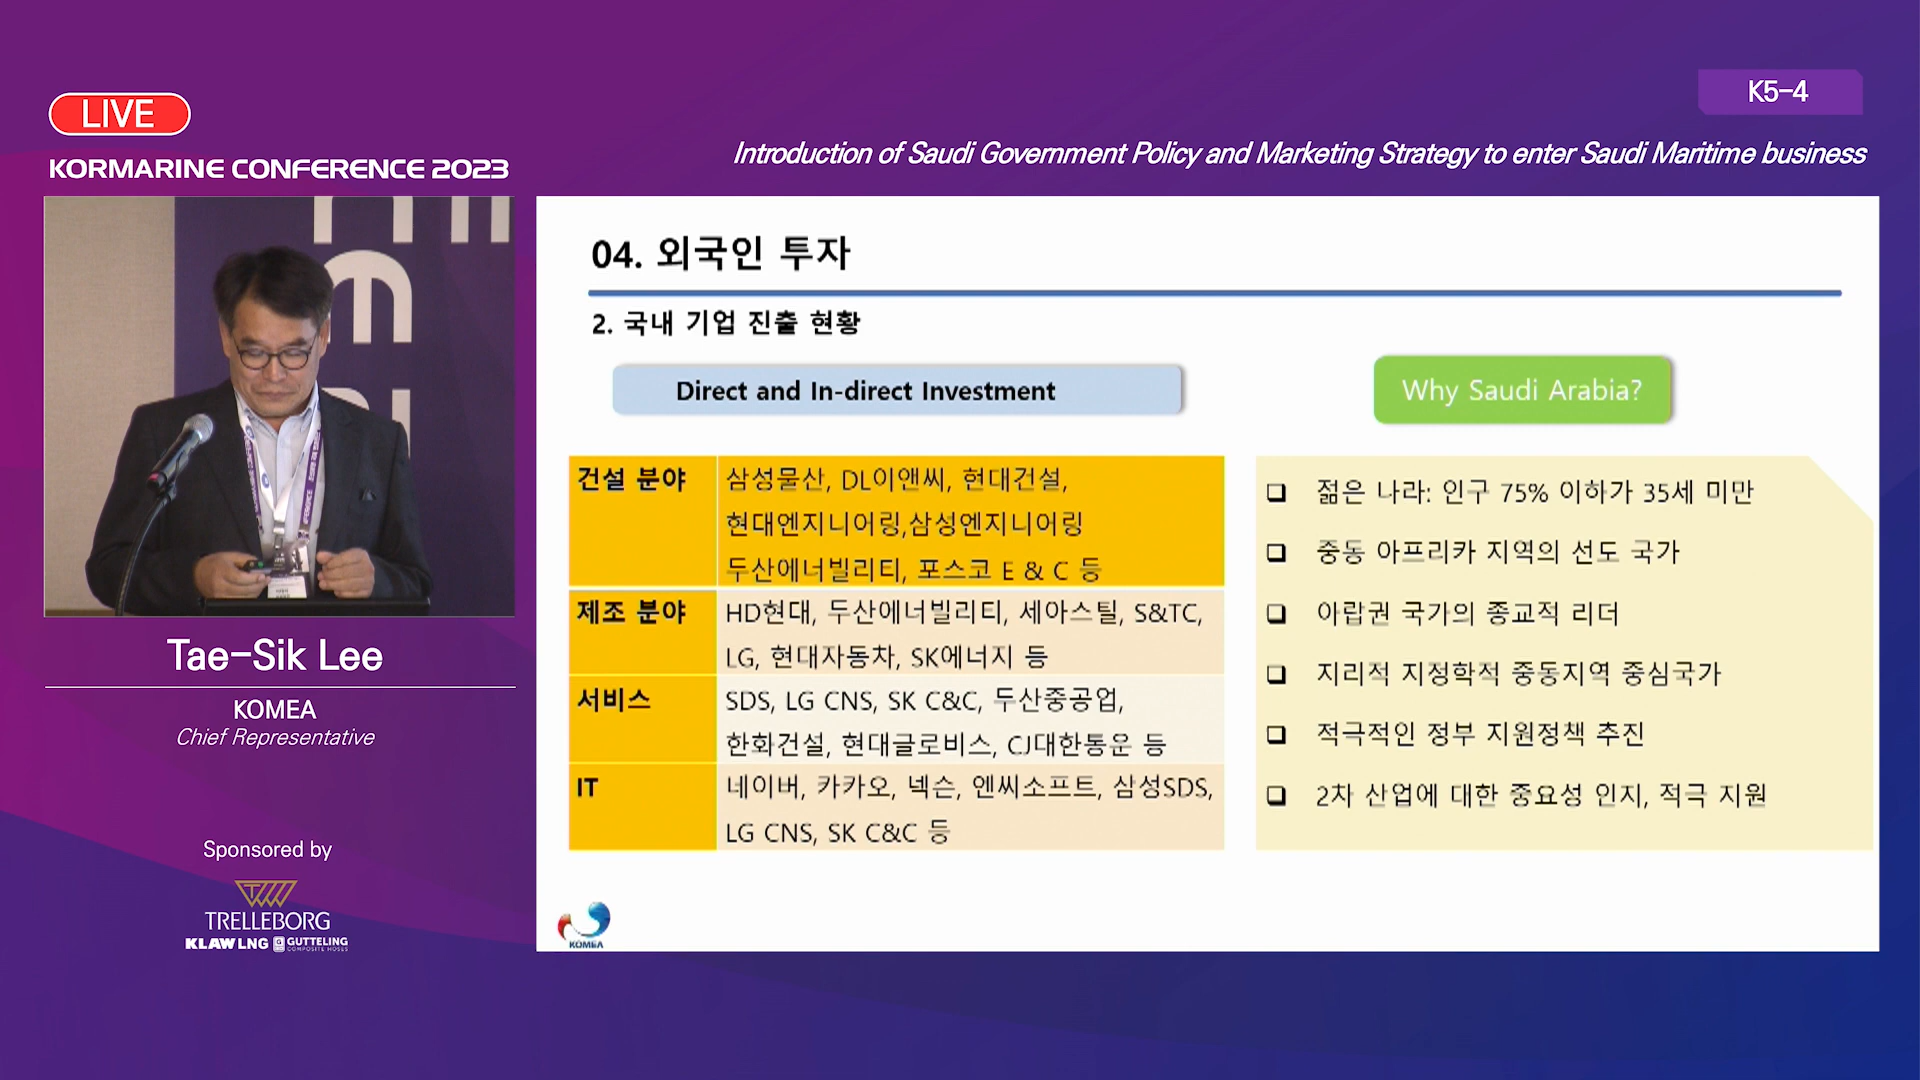 LIVE
KORMARINE CONFERENCE 2023
K5-4
Introduction of Saudi Government Policy and Marketing Strategy to enter Saudi Maritime business
04. 외국인 투자
2. 국내 기업 진출 현황
Direct and In-direct Investment
건설 분야
삼성물산, DL이앤씨, 현대건설,
현대엔지니어링,삼성엔지니어링
두산에너빌리티, 포스코 E & C 등
제조 분야
HD현대, 두산에너빌리티, 세아스틸, S&TC,
LG, 현대자동차, SK에너지 등
서비스
SDS, LG CNS, SK C&C, 두산중공업,
한화건설, 현대글로비스, CJ대한통운 등
IT
네이버, 카카오, 넥슨, 앤씨소프트, 삼성SDS,
LG CNS, SK C&C 등
Why Saudi Arabia?
젊은 나라: 인구 75% 이하가 35세 미만
중동 아프리카 지역의 선도 국가
아랍권 국가의 종교적 리더
지리적 지정학적 중동지역 중심국가
적극적인 정부 지원정책 추진
2차 산업에 대한 중요성 인지, 적극 지원
KOMEA
Tae-Sik Lee
KOMEA
Chief Representative
Sponsored by
TRELLEBORG
KLAW LNG GUTTELING
COMPOSITE HOSES